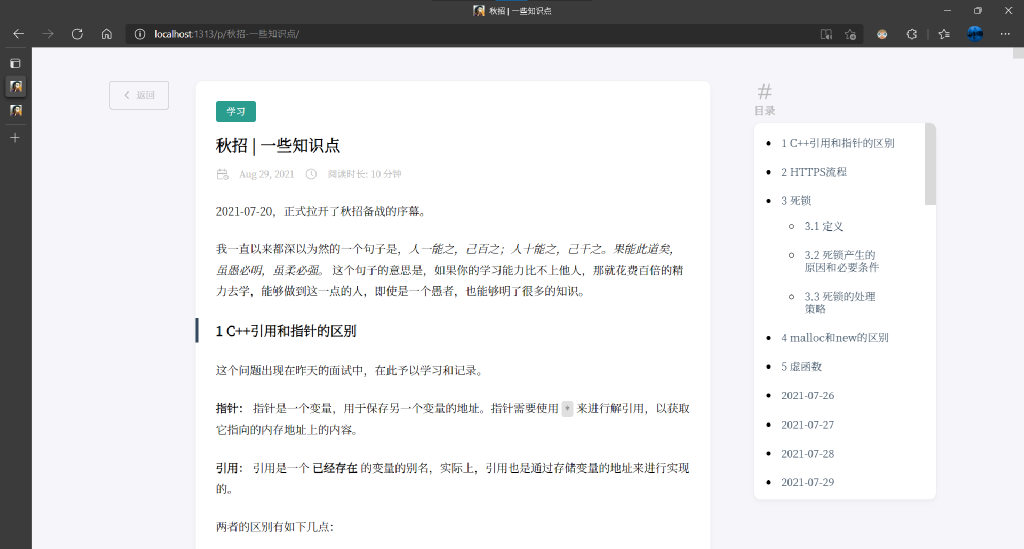 秋招 | 一些知识点
localhost:1313/p/秋招-一些知识点/
返回
学习
秋招 | 一些知识点
Aug 29, 2021 阅读时长: 10 分钟
2021-07-20，正式拉开了秋招备战的序幕。
我一直以来都深以为然的一个句子是，人一能之，己百之；人十能之，己千之。果能此道矣，
虽愚必明，虽柔必强。 这个句子的意思是，如果你的学习能力比不上他人，那就花费百倍的精
力去学，能够做到这一点的人，即使是一个愚者，也能够明了很多的知识。
1 C++引用和指针的区别
这个问题出现在昨天的面试中，在此予以学习和记录。
指针： 指针是一个变量，用于保存另一个变量的地址。指针需要使用 * 来进行解引用，以获取
它指向的内存地址上的内容。
引用： 引用是一个 已经存在 的变量的别名，实际上，引用也是通过存储变量的地址来进行实现
的。
两者的区别有如下几点：
#
目录
1 C++引用和指针的区别
2 HTTPS流程
3 死锁
3.1 定义
3.2 死锁产生的
原因和必要条件
3.3 死锁的处理
策略
4 malloc和new的区别
5 虚函数
2021-07-26
2021-07-27
2021-07-28
2021-07-29